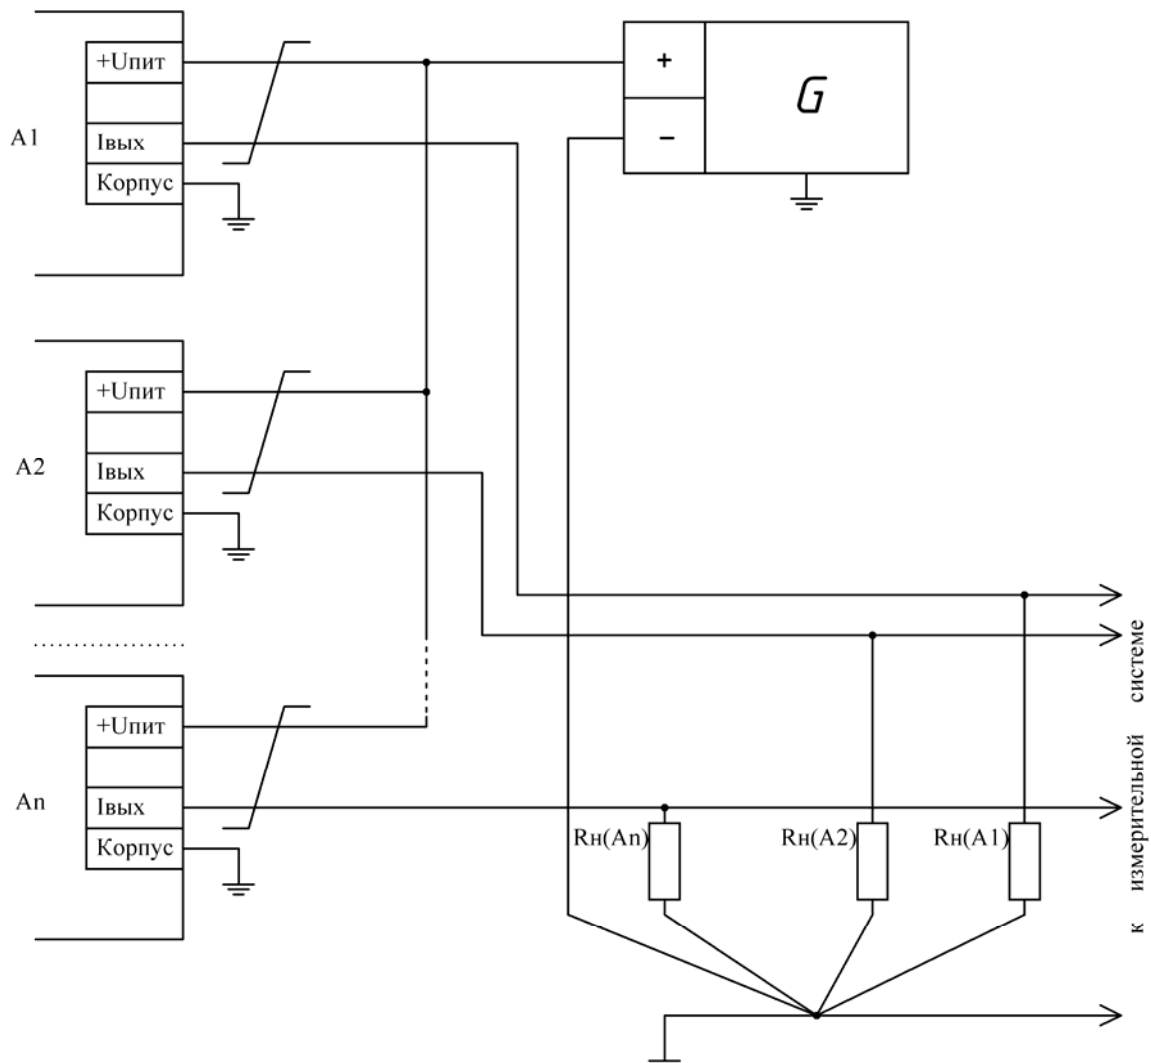 +Uпит
A1
Iвых
Корпус
+
G
−
+Uпит
A2
Iвых
Корпус
+Uпит
An
Iвых
Корпус
Rн(An)
Rн(A2)
Rн(A1)
к измерительной системе